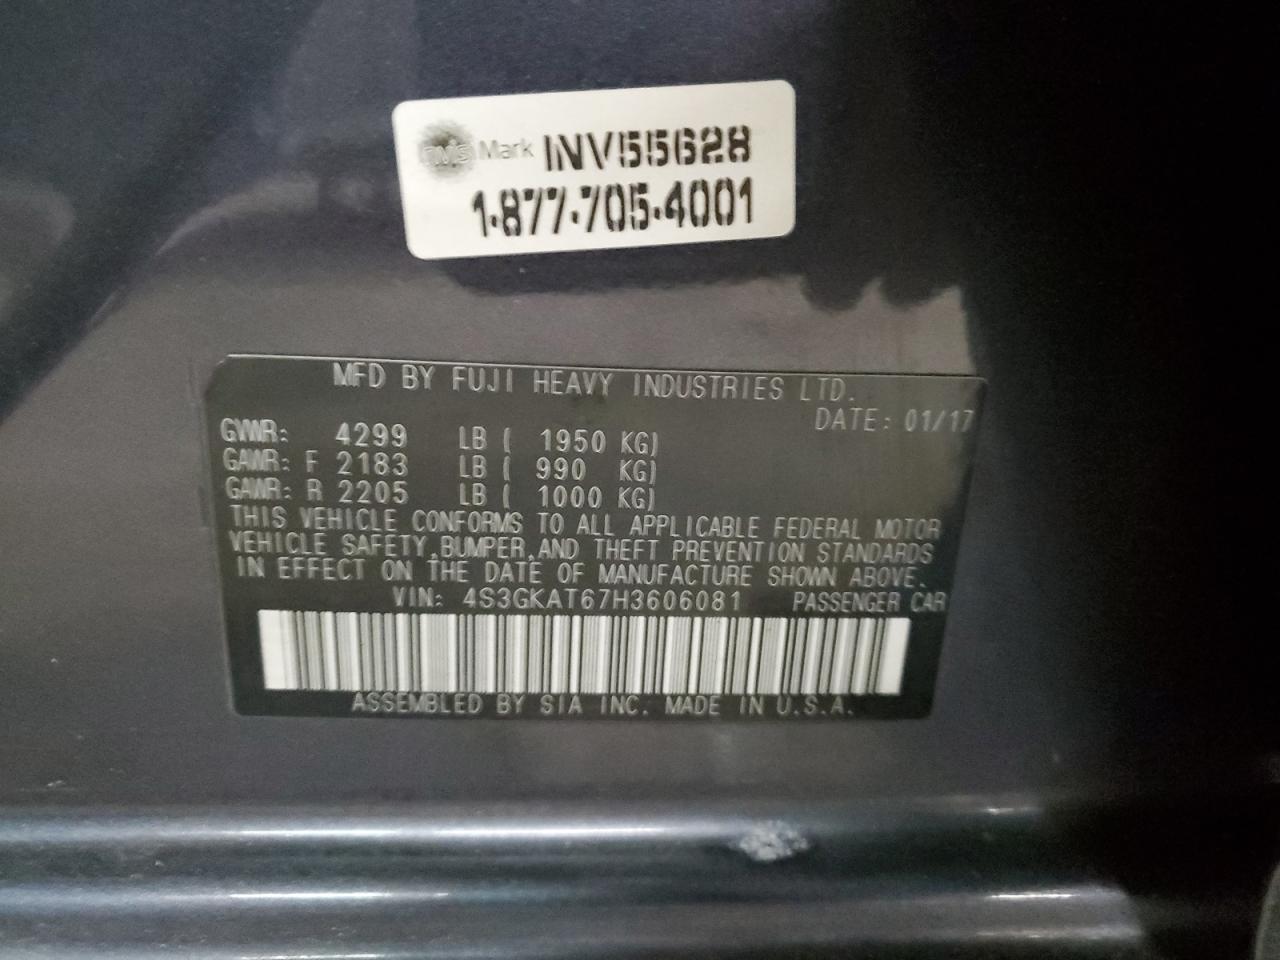 invis Mark INV55628
1.877.705.4001
MFD BY FUJI HEAVY INDUSTRIES LTD.
DATE: 01/17
GVWR: 4299 LB ( 1950 KG)
GAWR: F 2183 LB ( 990 KG)
GAWR: R 2205 LB ( 1000 KG)
THIS VEHICLE CONFORMS TO ALL APPLICABLE FEDERAL MOTOR
VEHICLE SAFETY,BUMPER,AND THEFT PREVENTION STANDARDS
IN EFFECT ON THE DATE OF MANUFACTURE SHOWN ABOVE.
VIN: 4S3GKAT67H3606081 PASSENGER CAR
ASSEMBLED BY SIA INC. MADE IN U.S.A.